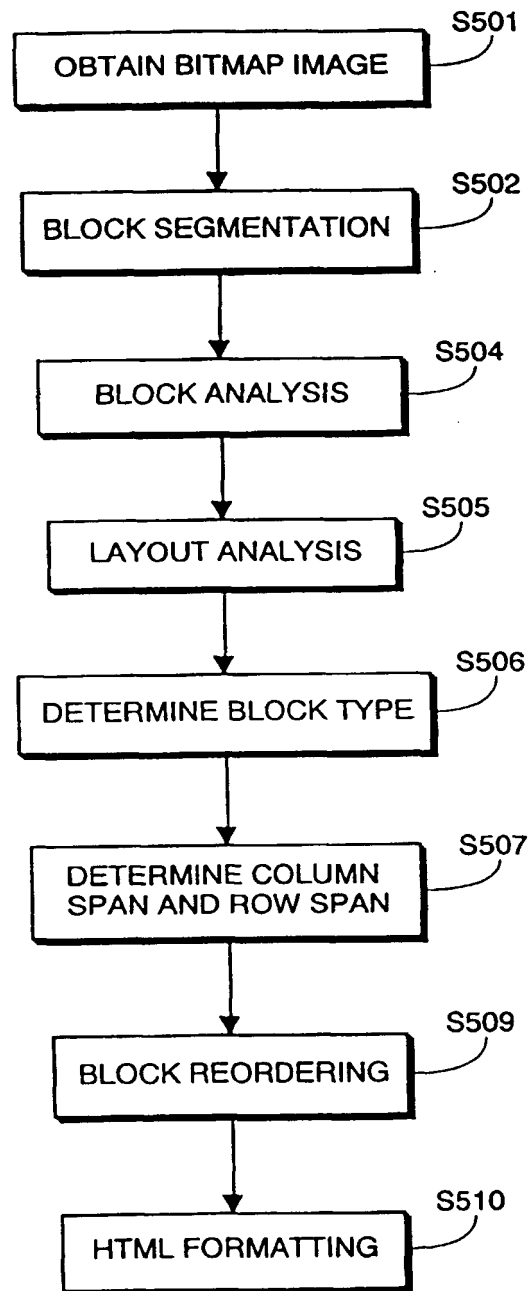 S501
OBTAIN BITMAP IMAGE
S502
BLOCK SEGMENTATION
S504
BLOCK ANALYSIS
S505
LAYOUT ANALYSIS
S506
DETERMINE BLOCK TYPE
S507
DETERMINE COLUMN
SPAN AND ROW SPAN
S509
BLOCK REORDERING
S510
HTML FORMATTING